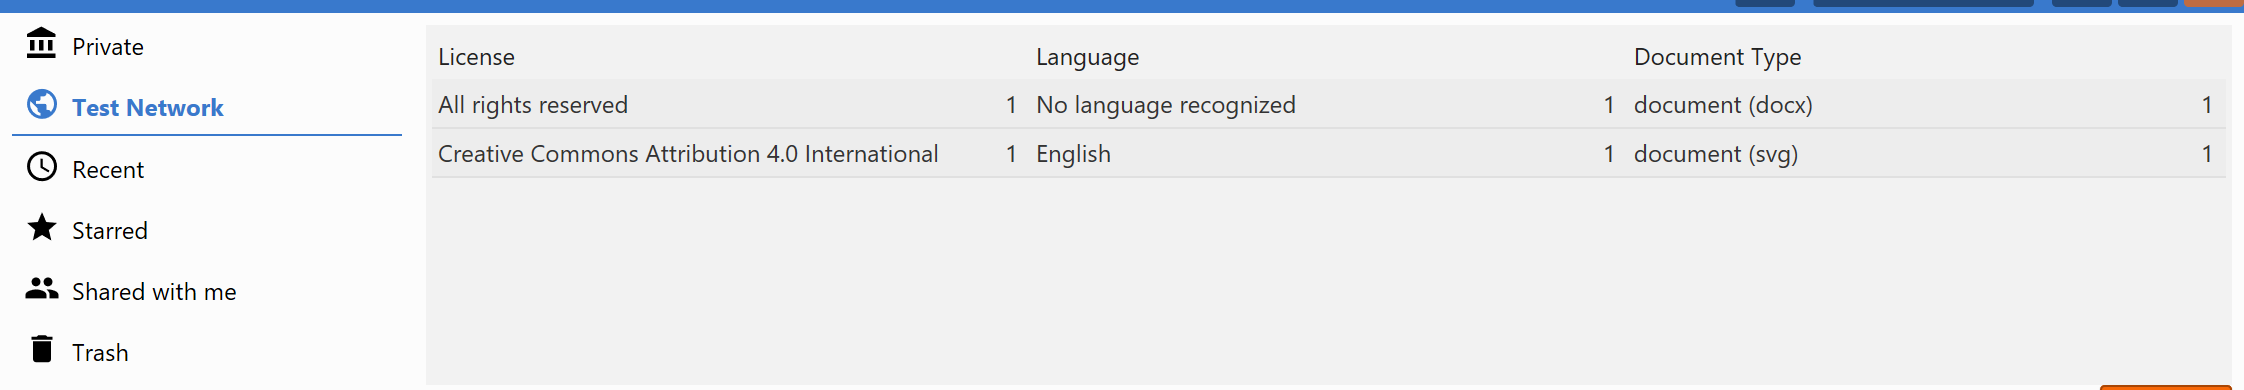 Private
Test Network
Recent
Starred
Shared with me
Trash
License Language Document Type
All rights reserved 1 No language recognized 1 document (docx) 1
Creative Commons Attribution 4.0 International 1 English 1 document (svg) 1